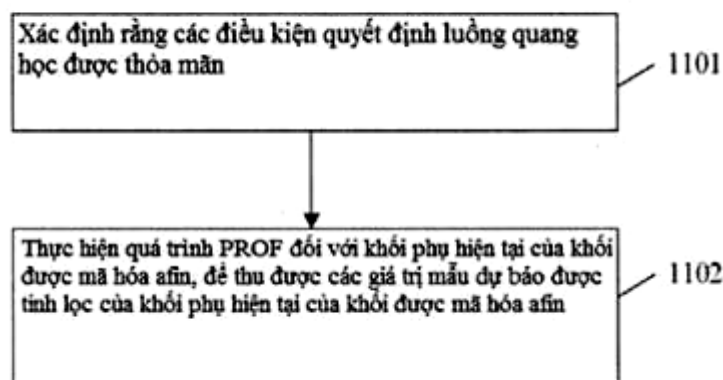 Xác định rằng các điều kiện quyết định luồng quang
học được thỏa mãn
1101
Thực hiện quá trình PROF đối với khối phụ hiện tại của khối
được mã hóa afin, để thu được các giá trị mẫu dự báo được
tinh lọc của khối phụ hiện tại của khối được mã hóa afin
1102